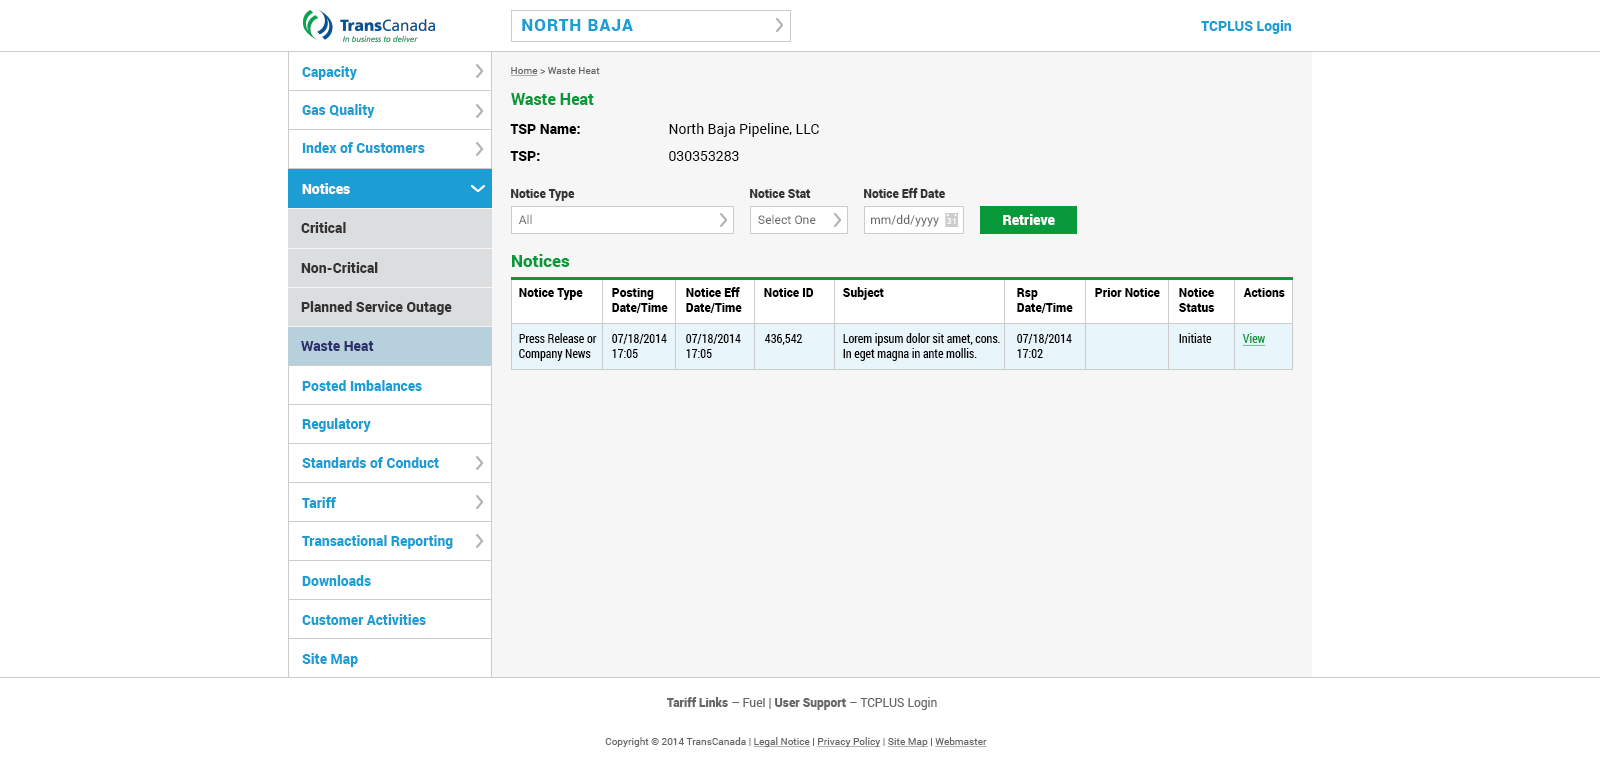 TransCanada
In business to deliver
NORTH BAJA
TCPLUS Login
Capacity
Gas Quality
Index of Customers
Notices
Critical
Non-Critical
Planned Service Outage
Waste Heat
Posted Imbalances
Regulatory
Standards of Conduct
Tariff
Transactional Reporting
Downloads
Customer Activities
Site Map
Home > Waste Heat
Waste Heat
TSP Name: North Baja Pipeline, LLC
TSP: 030353283
Notice Type Notice Stat Notice Eff Date
All Select One mm/dd/yyyy 31 Retrieve
Notices
Notice Type Posting Notice Eff Notice ID Subject Rsp Prior Notice Notice Actions
Date/Time Date/Time Date/Time Status
Press Release or 07/18/2014 07/18/2014 436,542 Lorem ipsum dolor sit amet, cons. 07/18/2014 Initiate View
Company News 17:05 17:05 In eget magna in ante mollis. 17:02
Tariff Links – Fuel | User Support – TCPLUS Login
Copyright © 2014 TransCanada | Legal Notice | Privacy Policy | Site Map | Webmaster